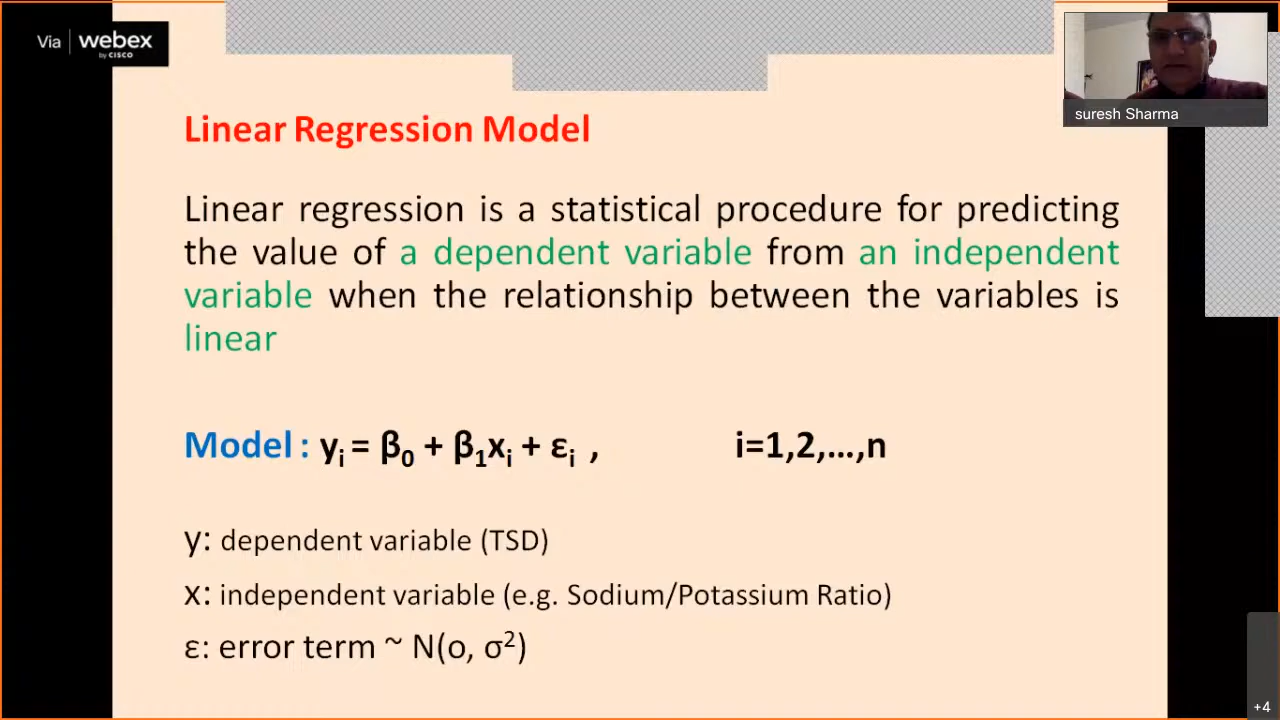 Via webex
by CISCO
suresh Sharma
Linear Regression Model
Linear regression is a statistical procedure for predicting
the value of a dependent variable from an independent
variable when the relationship between the variables is
linear
Model : yᵢ = β₀ + β₁xᵢ + εᵢ , i=1,2,...,n
y: dependent variable (TSD)
x: independent variable (e.g. Sodium/Potassium Ratio)
ε: error term ~ N(o, σ²)
+4